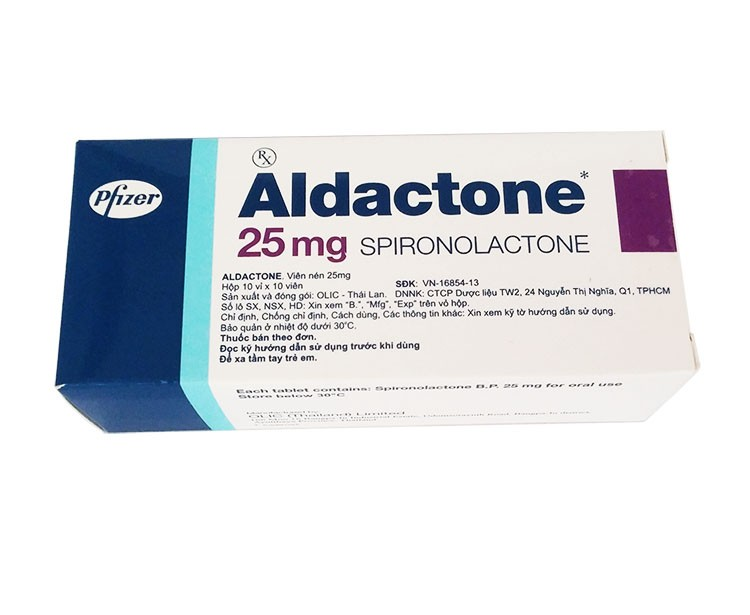 Pfizer
Rx
Aldactone*
25 mg SPIRONOLACTONE
ALDACTONE. Viên nén 25mg
Hộp 10 vỉ x 10 viên SĐK: VN-16854-13
Sản xuất và đóng gói: OLIC - Thái Lan. DNNK: CTCP Dược liệu TW2, 24 Nguyễn Thị Nghĩa, Q1, TPHCM
Số lô SX, NSX, HD: Xin xem "B.", "Mfg", "Exp" trên vỏ hộp.
Chỉ định, Chống chỉ định, Cách dùng, Các thông tin khác: Xin xem kỹ tờ hướng dẫn sử dụng.
Bảo quản ở nhiệt độ dưới 30°C.
Thuốc bán theo đơn.
Đọc kỹ hướng dẫn sử dụng trước khi dùng
Để xa tầm tay trẻ em.
Each tablet contains: Spironolactone B.P. 25 mg for oral use
Store below 30°C
OLIC (Thailand) Limited